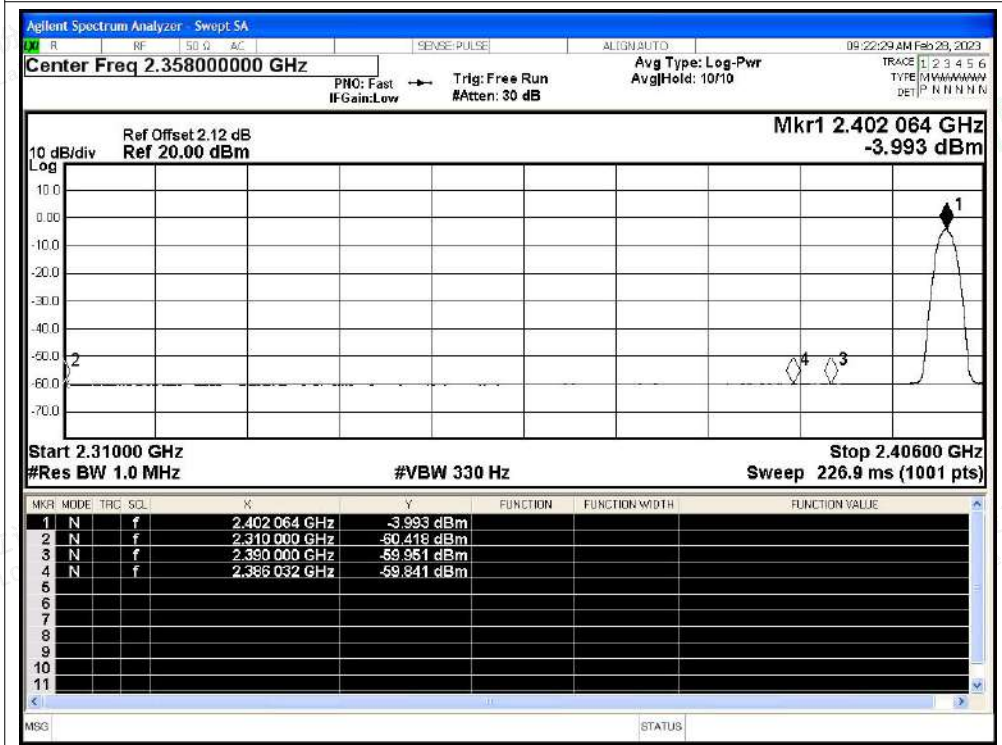 Agilent Spectrum Analyzer - Swept SA
LXI R RF 50 Ω AC SENSE:PULSE ALIGN AUTO 09:22:29 AM Feb 28, 2023
Center Freq 2.358000000 GHz Avg Type: Log-Pwr TRACE 1 2 3 4 5 6
PNO: Fast Trig: Free Run Avg|Hold: 10/10 TYPE MWWWWW
IFGain:Low #Atten: 30 dB DET P N N N N N
Mkr1 2.402 064 GHz
Ref Offset 2.12 dB -3.993 dBm
10 dB/div Ref 20.00 dBm
Log
10.0
1
0.00
-10.0
-20.0
-30.0
-40.0
-50.0
2 4 3
-60.0
-70.0
Start 2.31000 GHz Stop 2.40600 GHz
#Res BW 1.0 MHz #VBW 330 Hz Sweep 226.9 ms (1001 pts)
MKR MODE TRC SCL X Y FUNCTION FUNCTION WIDTH FUNCTION VALUE
1 N f 2.402 064 GHz -3.993 dBm
2 N f 2.310 000 GHz -60.418 dBm
3 N f 2.390 000 GHz -59.951 dBm
4 N f 2.386 032 GHz -59.841 dBm
5
6
7
8
9
10
11
MSG STATUS